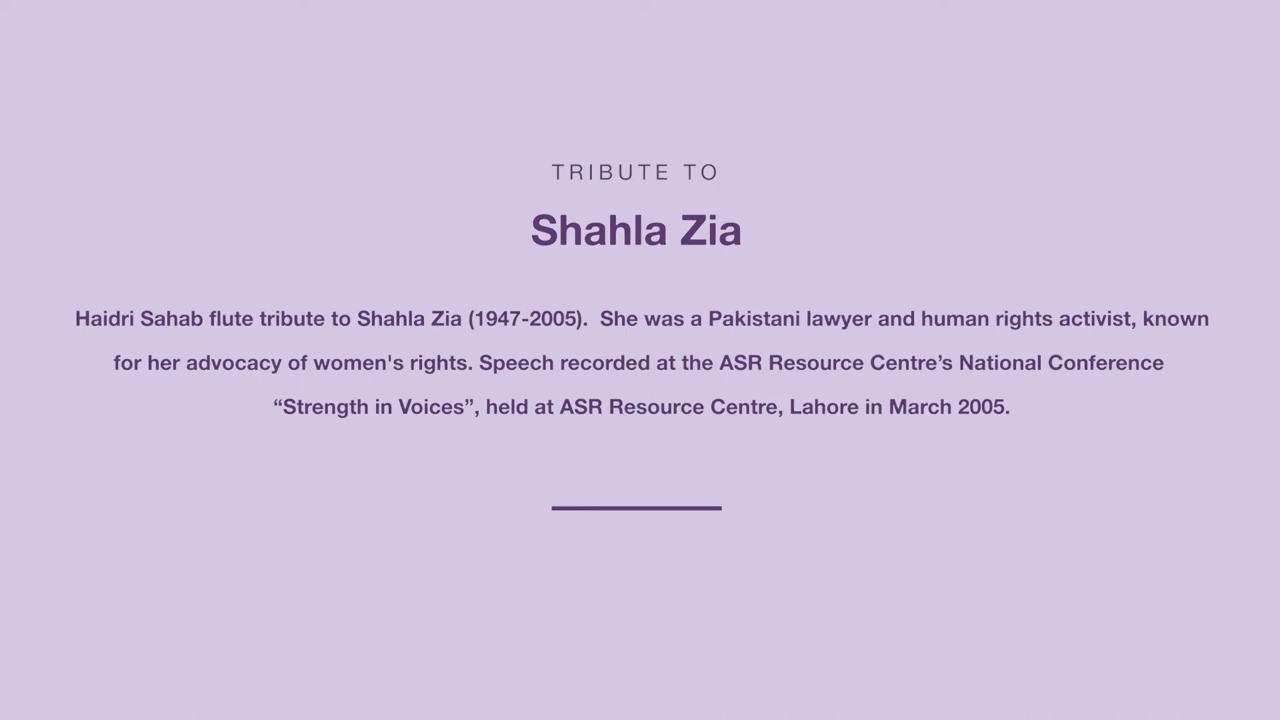 TRIBUTE TO
Shahla Zia
Haidri Sahab flute tribute to Shahla Zia (1947-2005).  She was a Pakistani lawyer and human rights activist, known
for her advocacy of women's rights. Speech recorded at the ASR Resource Centre’s National Conference
“Strength in Voices”, held at ASR Resource Centre, Lahore in March 2005.